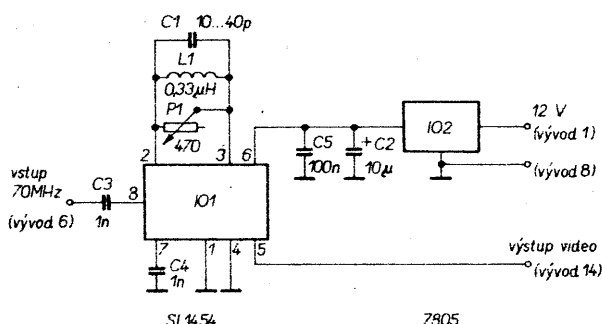 C1 10...40p
L1
0,33µH
P1
470
2 3 6
C5
100n
+ C2
10µ
IO2
12 V
(vývod 1)
(vývod 8)
vstup
70MHz
(vývod 6)
C3
1n
8
IO1
7 1 4 5
C4
1n
výstup video
(vývod 14)
SL1454 7805